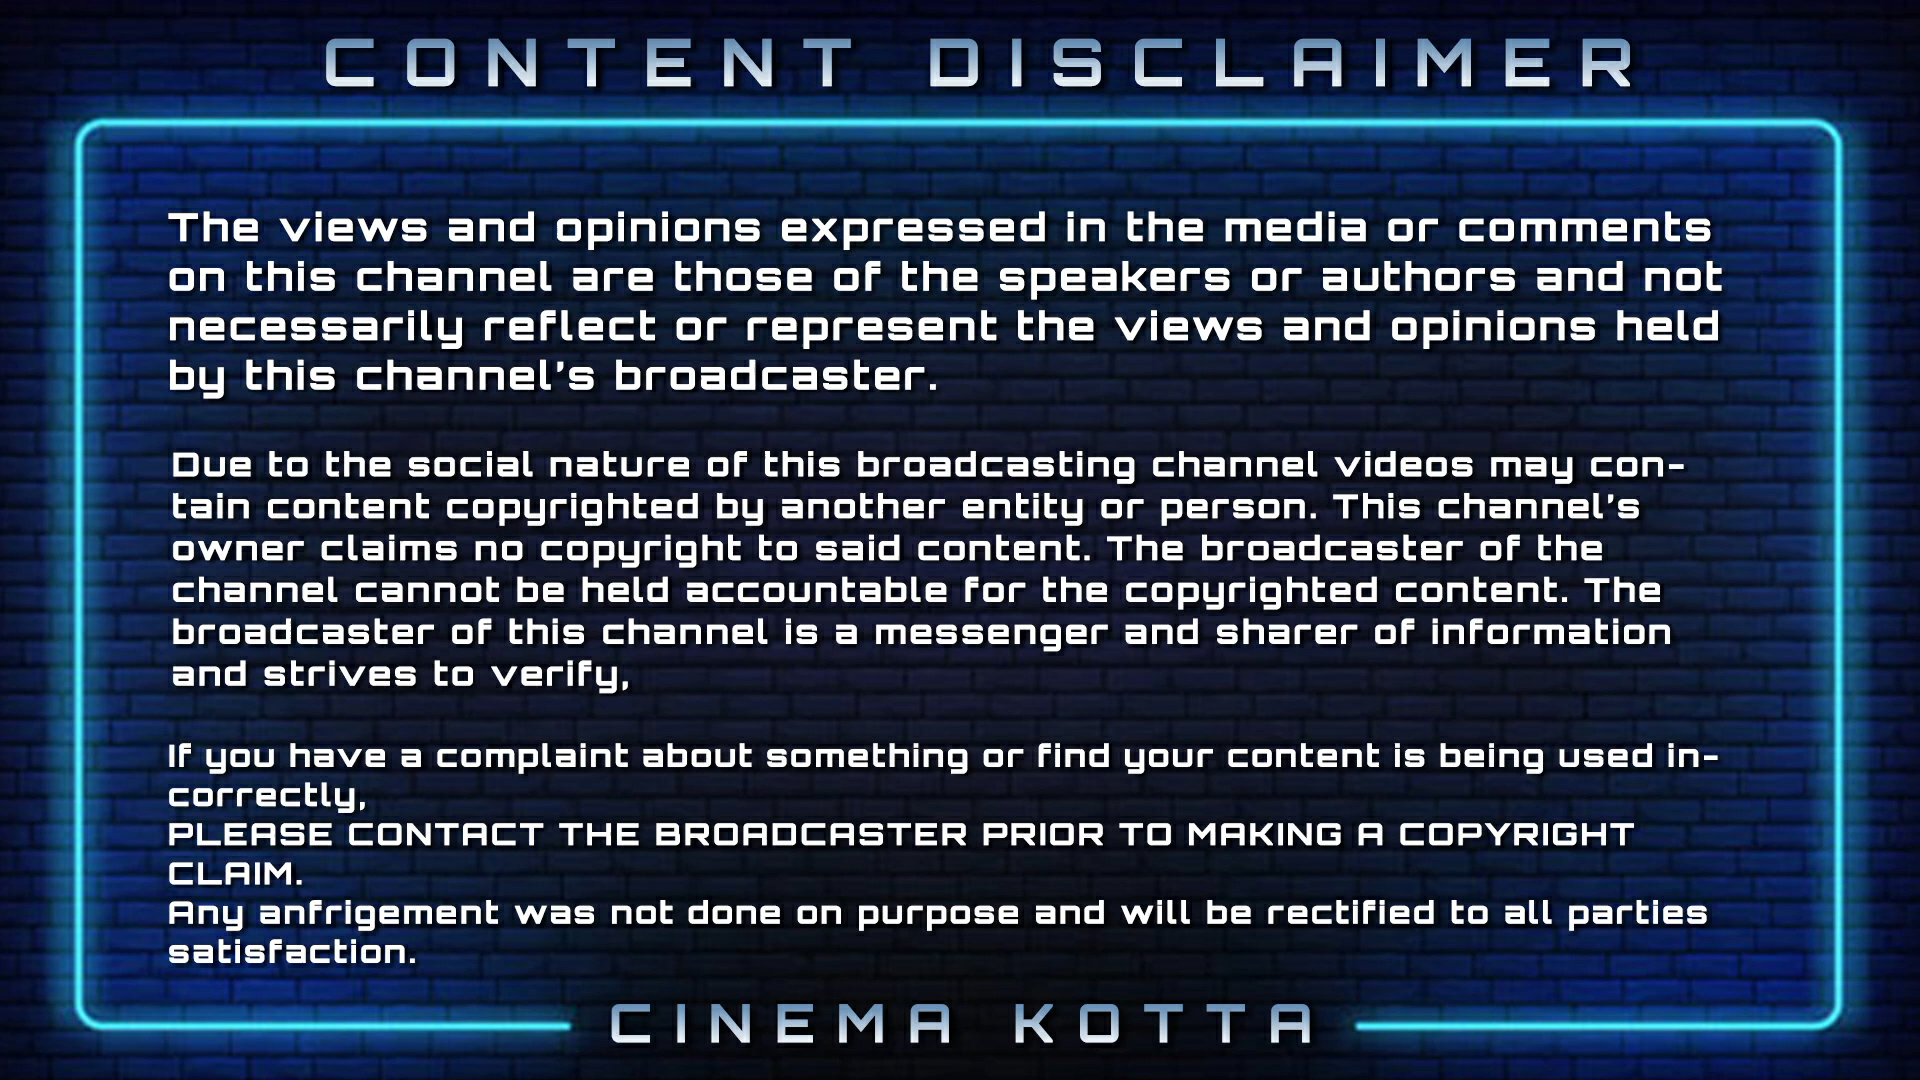 CONTENT DISCLAIMER
The views and opinions expressed in the media or comments
on this channel are those of the speakers or authors and not
necessarily reflect or represent the views and opinions held
by this channel's broadcaster.
Due to the social nature of this broadcasting channel videos may con-
tain content copyrighted by another entity or person. This channel's
owner claims no copyright to said content. The broadcaster of the
channel cannot be held accountable for the copyrighted content. The
broadcaster of this channel is a messenger and sharer of information
and strives to verify,
If you have a complaint about something or find your content is being used in-
correctly,
PLEASE CONTACT THE BROADCASTER PRIOR TO MAKING A COPYRIGHT
CLAIM.
Any anfrigement was not done on purpose and will be rectified to all parties
satisfaction.
CINEMA KOTTA